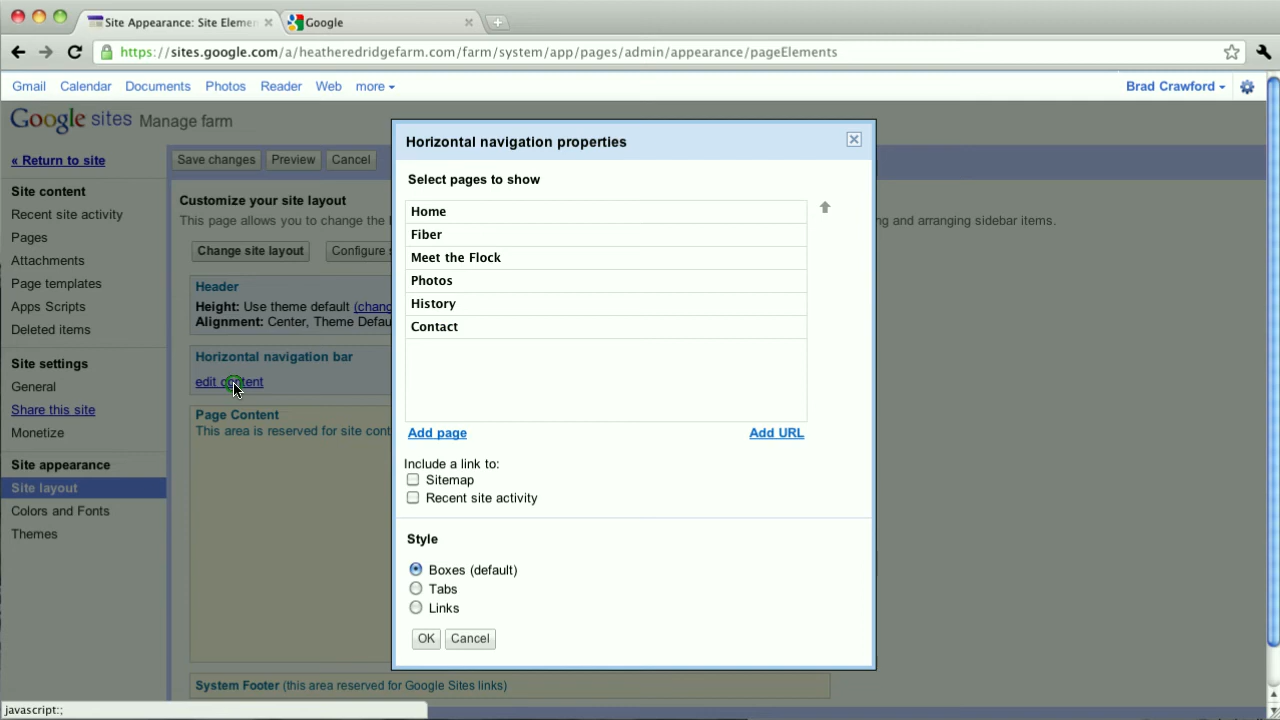 Site Appearance: Site Elemen
Google
https://sites.google.com/a/heatheredridgefarm.com/farm/system/app/pages/admin/appearance/pageElements
Gmail Calendar Documents Photos Reader Web more
Brad Crawford
Google sites Manage farm
« Return to site
Site content
Recent site activity
Pages
Attachments
Page templates
Apps Scripts
Deleted items
Site settings
General
Share this site
Monetize
Site appearance
Site layout
Colors and Fonts
Themes
Save changes Preview Cancel
Customize your site layout
This page allows you to change the
ng and arranging sidebar items.
Change site layout Configure s
Header
Height: Use theme default (chang
Alignment: Center, Theme Defau
Horizontal navigation bar
edit content
Page Content
This area is reserved for site cont
System Footer (this area reserved for Google Sites links)
Horizontal navigation properties
Select pages to show
Home
Fiber
Meet the Flock
Photos
History
Contact
Add page Add URL
Include a link to:
Sitemap
Recent site activity
Style
Boxes (default)
Tabs
Links
OK Cancel
javascript:;